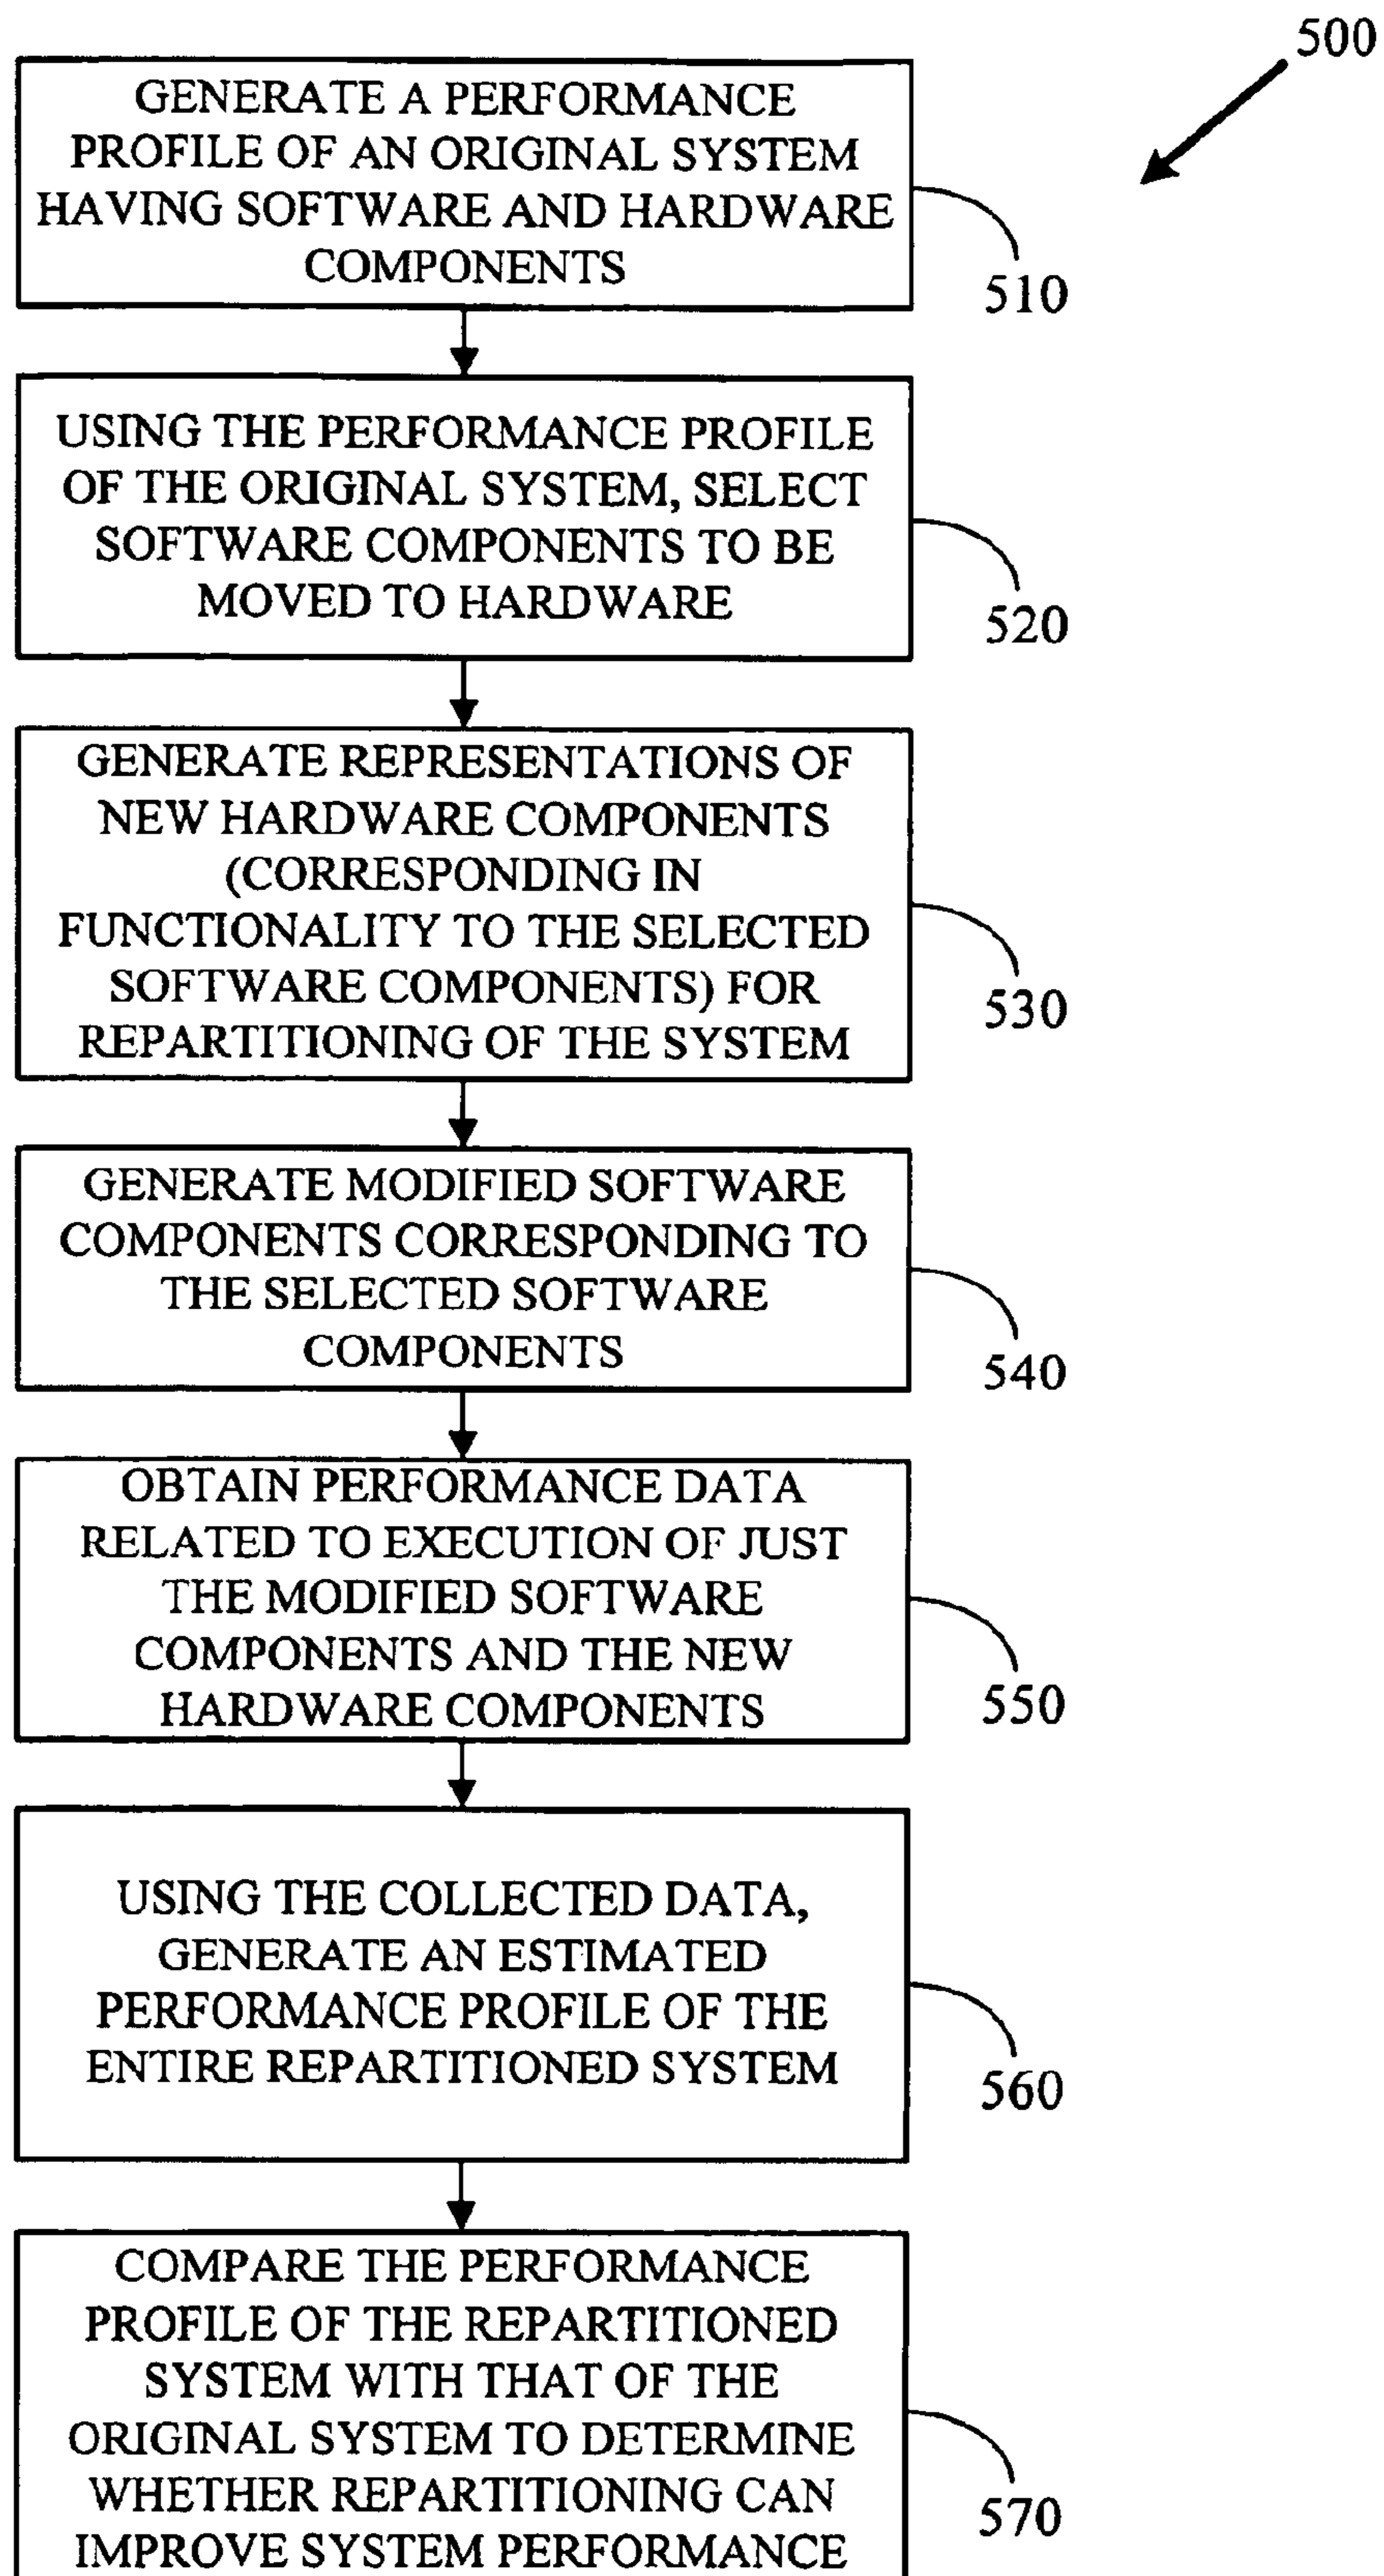 500
GENERATE A PERFORMANCE
PROFILE OF AN ORIGINAL SYSTEM
HAVING SOFTWARE AND HARDWARE
COMPONENTS
510
USING THE PERFORMANCE PROFILE
OF THE ORIGINAL SYSTEM, SELECT
SOFTWARE COMPONENTS TO BE
MOVED TO HARDWARE
520
GENERATE REPRESENTATIONS OF
NEW HARDWARE COMPONENTS
(CORRESPONDING IN
FUNCTIONALITY TO THE SELECTED
SOFTWARE COMPONENTS) FOR
REPARTITIONING OF THE SYSTEM
530
GENERATE MODIFIED SOFTWARE
COMPONENTS CORRESPONDING TO
THE SELECTED SOFTWARE
COMPONENTS
540
OBTAIN PERFORMANCE DATA
RELATED TO EXECUTION OF JUST
THE MODIFIED SOFTWARE
COMPONENTS AND THE NEW
HARDWARE COMPONENTS
550
USING THE COLLECTED DATA,
GENERATE AN ESTIMATED
PERFORMANCE PROFILE OF THE
ENTIRE REPARTITIONED SYSTEM
560
COMPARE THE PERFORMANCE
PROFILE OF THE REPARTITIONED
SYSTEM WITH THAT OF THE
ORIGINAL SYSTEM TO DETERMINE
WHETHER REPARTITIONING CAN
IMPROVE SYSTEM PERFORMANCE
570